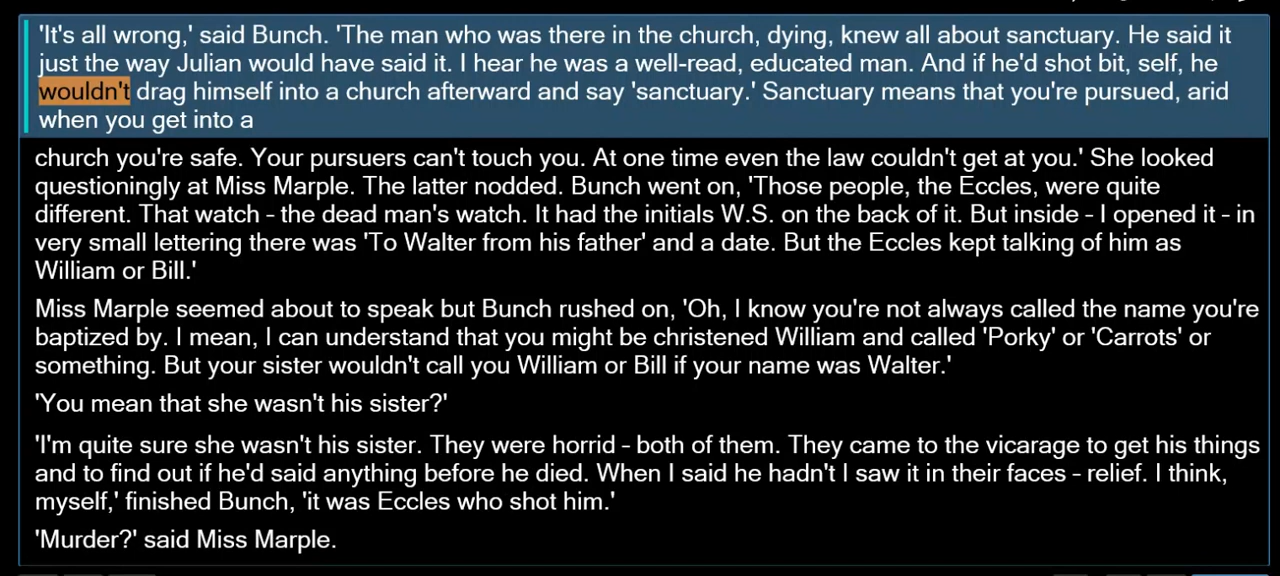 'It's all wrong,' said Bunch. 'The man who was there in the church, dying, knew all about sanctuary. He said it
just the way Julian would have said it. I hear he was a well-read, educated man. And if he'd shot bit, self, he
wouldn't drag himself into a church afterward and say 'sanctuary.' Sanctuary means that you're pursued, arid
when you get into a
church you're safe. Your pursuers can't touch you. At one time even the law couldn't get at you.' She looked
questioningly at Miss Marple. The latter nodded. Bunch went on, 'Those people, the Eccles, were quite
different. That watch – the dead man's watch. It had the initials W.S. on the back of it. But inside – I opened it – in
very small lettering there was 'To Walter from his father' and a date. But the Eccles kept talking of him as
William or Bill.'
Miss Marple seemed about to speak but Bunch rushed on, 'Oh, I know you're not always called the name you're
baptized by. I mean, I can understand that you might be christened William and called 'Porky' or 'Carrots' or
something. But your sister wouldn't call you William or Bill if your name was Walter.'
'You mean that she wasn't his sister?'
'I'm quite sure she wasn't his sister. They were horrid – both of them. They came to the vicarage to get his things
and to find out if he'd said anything before he died. When I said he hadn't I saw it in their faces – relief. I think,
myself,' finished Bunch, 'it was Eccles who shot him.'
'Murder?' said Miss Marple.